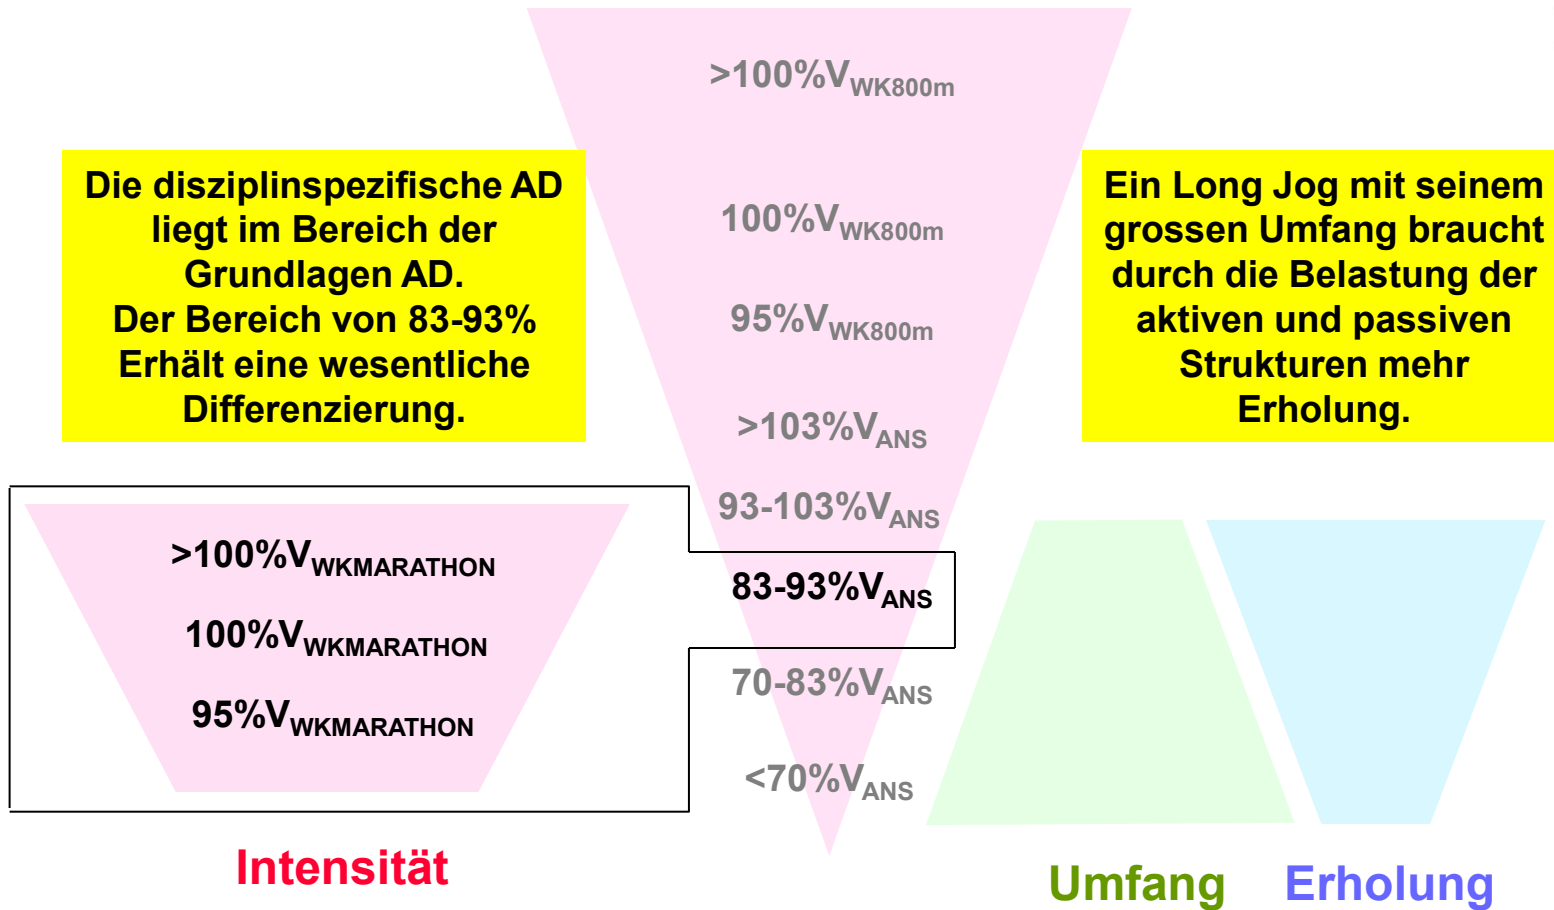 >100%VWK800m
Die disziplinspezifische AD
liegt im Bereich der
Grundlagen AD.
Der Bereich von 83-93%
Erhält eine wesentliche
Differenzierung.
100%VWK800m
95%VWK800m
Ein Long Jog mit seinem
grossen Umfang braucht
durch die Belastung der
aktiven und passiven
Strukturen mehr
Erholung.
>103%VANS
93-103%VANS
83-93%VANS
70-83%VANS
<70%VANS
>100%VWKMARATHON
100%VWKMARATHON
95%VWKMARATHON
Intensität
Umfang
Erholung